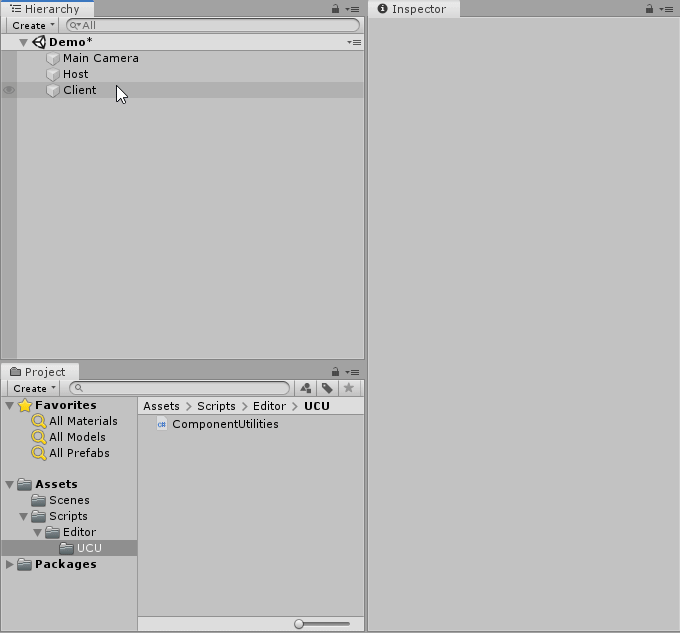 Hierarchy
Create All
Demo*
Main Camera
Host
Client
Inspector
Project
Create
Favorites
All Materials
All Models
All Prefabs
Assets
Scenes
Scripts
Editor
UCU
Packages
Assets > Scripts > Editor > UCU
C# ComponentUtilities